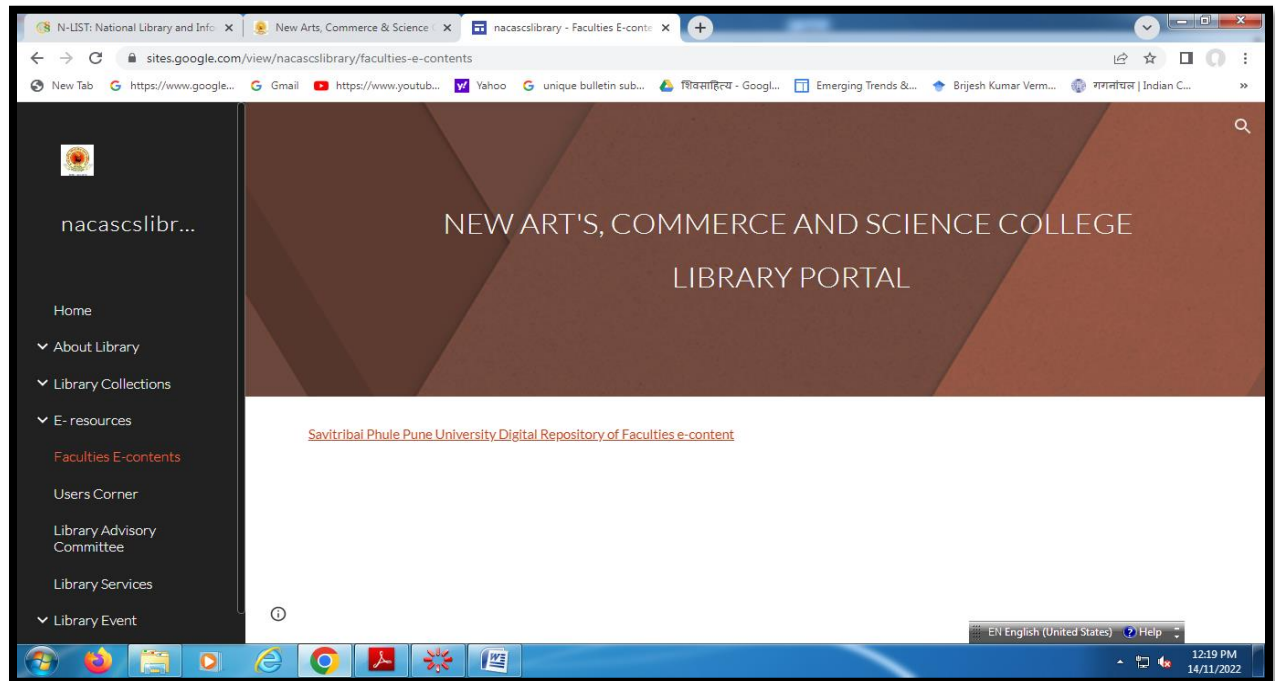 N-LIST: National Library and Info
New Arts, Commerce & Science
nacascslibrary - Faculties E-conte
sites.google.com/view/nacascslibrary/faculties-e-contents
New Tab
https://www.google...
Gmail
https://www.youtub...
Yahoo
unique bulletin sub...
शिवसाहित्य - Googl...
Emerging Trends &...
Brijesh Kumar Verm...
गगनांचल | Indian C...
»
nacascslibr...
NEW ART'S, COMMERCE AND SCIENCE COLLEGE
LIBRARY PORTAL
Home
About Library
Library Collections
E- resources
Faculties E-contents
Users Corner
Library Advisory
Committee
Library Services
Library Event
Savitribai Phule Pune University Digital Repository of Faculties e-content
EN English (United States) Help
12:19 PM
14/11/2022